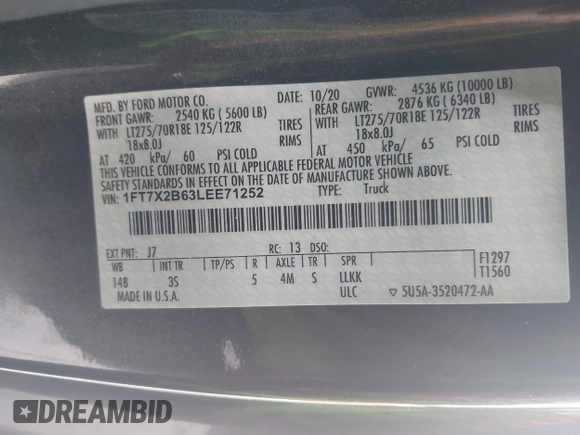 MFD. BY FORD MOTOR CO.
DATE: 10/20 GVWR: 4536 KG (10000 LB)
FRONT GAWR: 2540 KG ( 5600 LB) REAR GAWR: 2876 KG ( 6340 LB)
WITH LT275/70R18E 125/122R TIRES WITH LT275/70R18E 125/122R TIRES
18x8.0J RIMS 18x8.0J RIMS
AT 420 kPa/ 60 PSI COLD AT 450 kPa/ 65 PSI COLD
THIS VEHICLE CONFORMS TO ALL APPLICABLE FEDERAL MOTOR VEHICLE
SAFETY STANDARDS IN EFFECT ON THE DATE OF MANUFACTURE SHOWN ABOVE.
VIN: 1FT7X2B63LEE71252 TYPE: Truck
EXT PNT: J7 RC: 13 DSO:
WB INT TR TP/PS R AXLE TR SPR F1297
148 3S 5 4M S LLKK T1560
MADE IN U.S.A. ULC ▽ 5U5A-3520472-AA
DREAMBID